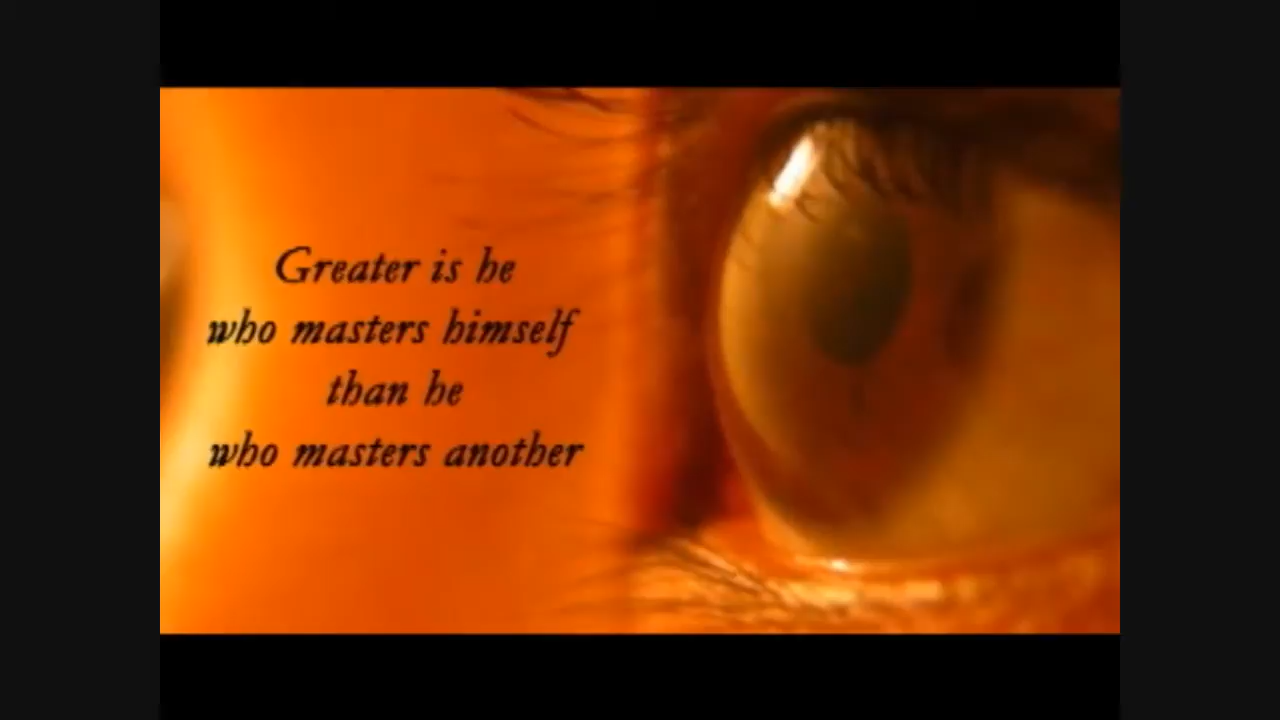 Greater is he
who masters himself
than he
who masters another